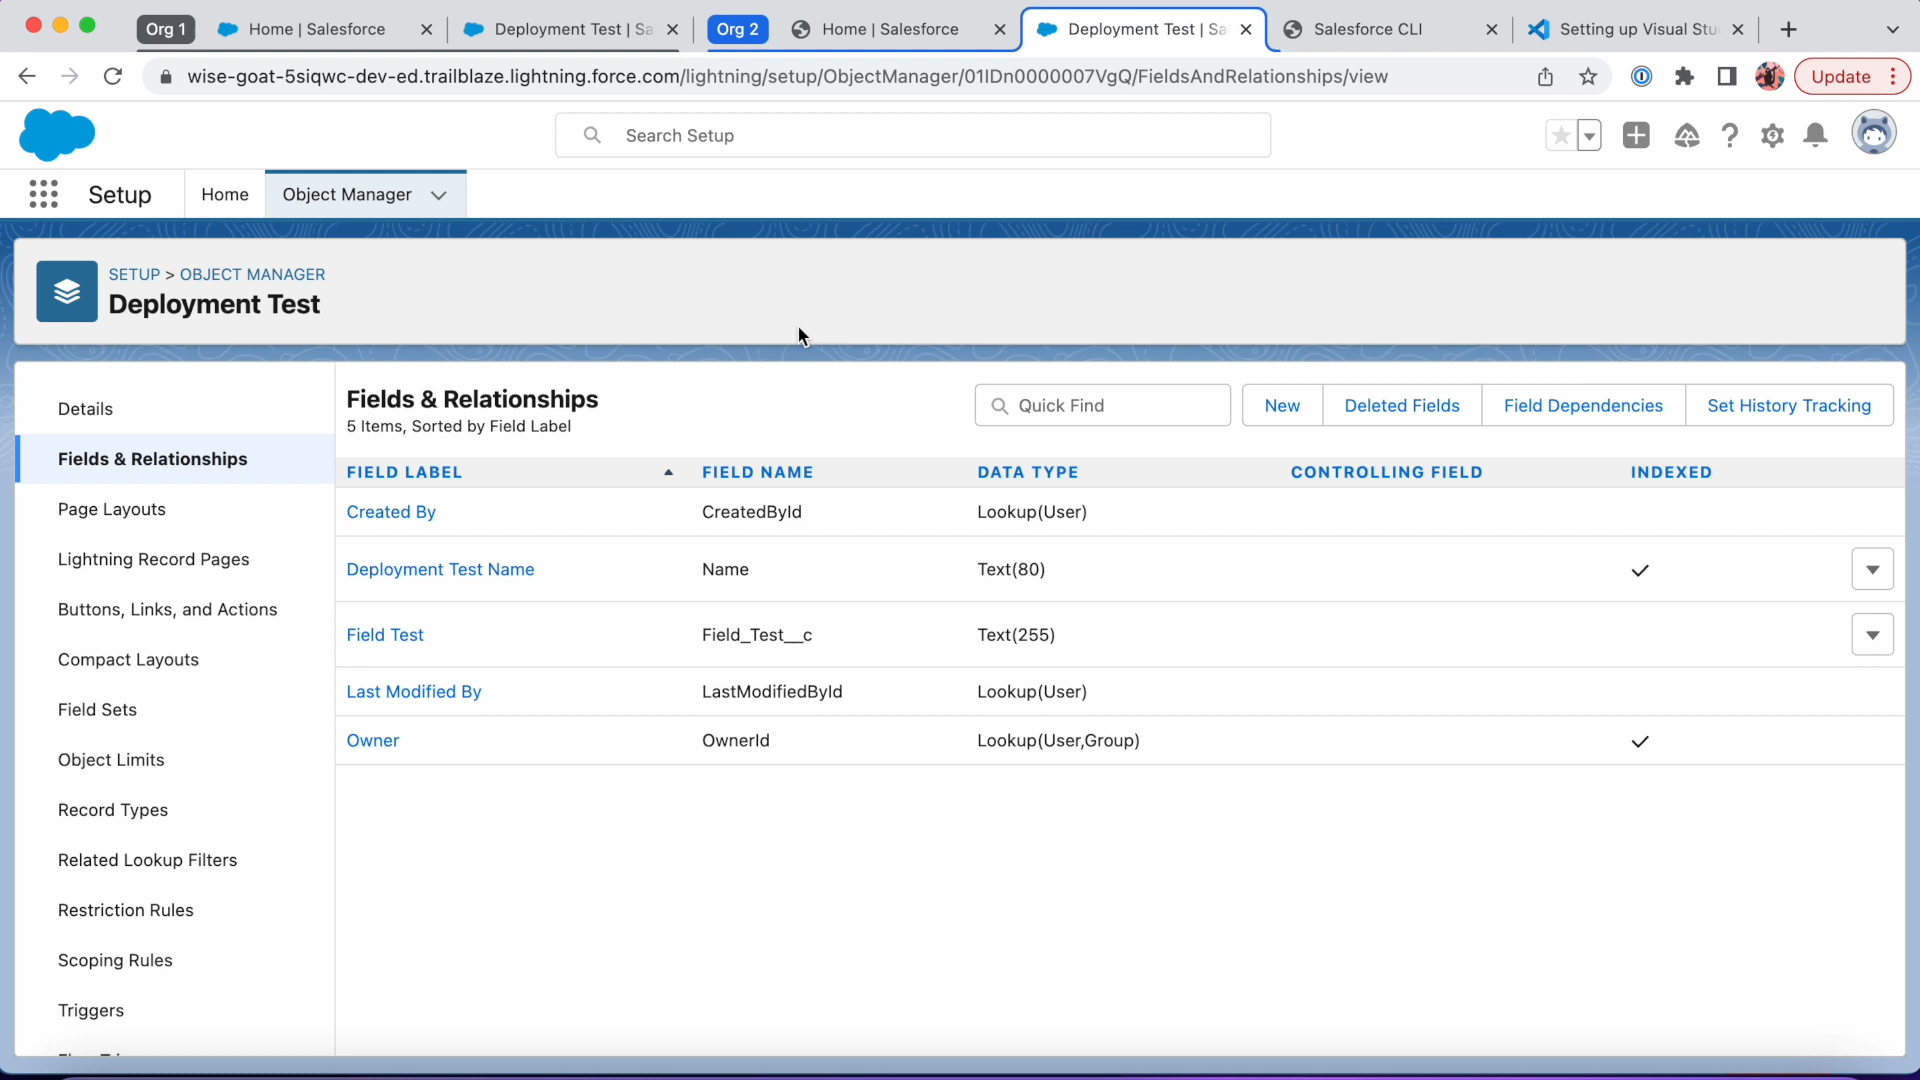 Org 1
Home | Salesforce
Deployment Test | Sa
Org 2
Home | Salesforce
Deployment Test | Sa
Salesforce CLI
Setting up Visual Stu
wise-goat-5siqwc-dev-ed.trailblaze.lightning.force.com/lightning/setup/ObjectManager/01IDn0000007VgQ/FieldsAndRelationships/view
Update
Search Setup
Setup
Home
Object Manager
SETUP > OBJECT MANAGER
Deployment Test
Details
Fields & Relationships
Page Layouts
Lightning Record Pages
Buttons, Links, and Actions
Compact Layouts
Field Sets
Object Limits
Record Types
Related Lookup Filters
Restriction Rules
Scoping Rules
Triggers
Fields & Relationships
5 Items, Sorted by Field Label
Quick Find
New
Deleted Fields
Field Dependencies
Set History Tracking
FIELD LABEL FIELD NAME DATA TYPE CONTROLLING FIELD INDEXED
Created By CreatedById Lookup(User)
Deployment Test Name Name Text(80)
Field Test Field_Test__c Text(255)
Last Modified By LastModifiedById Lookup(User)
Owner OwnerId Lookup(User,Group)